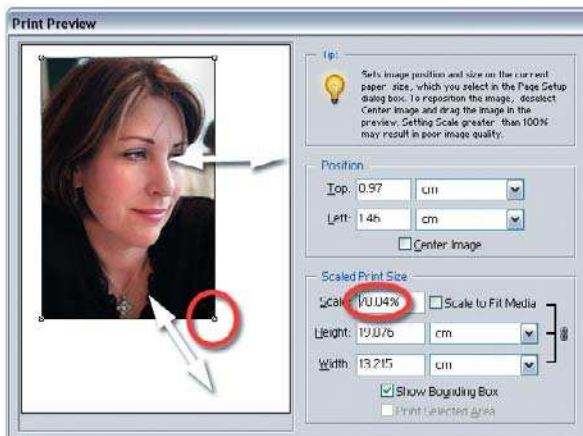 Print Preview
Tip!
Sets image position and size on the current
paper size, which you select in the Page Setup
dialog box. To reposition the image, deselect
Center Image and drag the image in the
preview. Setting Scale greater than 100%
may result in poor image quality.
Position
Top: 0.97 cm
Left: 1.46 cm
Center Image
Scaled Print Size
Scale: 70.04% Scale to Fit Media
Height: 19.076 cm
Width: 13.215 cm
Show Bounding Box
Print Selected Area